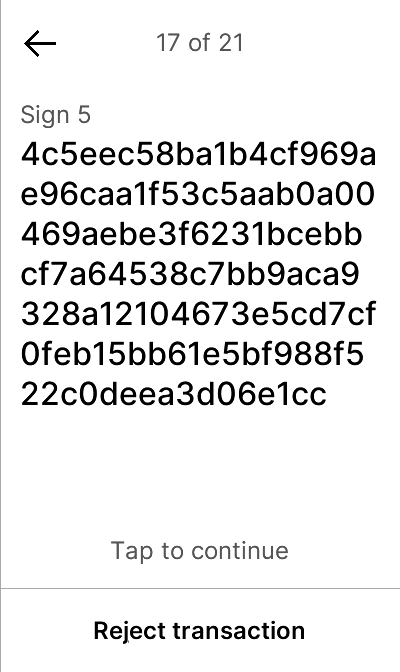 17 of 21
Sign 5
4c5eec58ba1b4cf969a
e96caa1f53c5aab0a00
469aebe3f6231bcebb
cf7a64538c7bb9aca9
328a12104673e5cd7cf
0feb15bb61e5bf988f5
22c0deea3d06e1cc
Tap to continue
Reject transaction